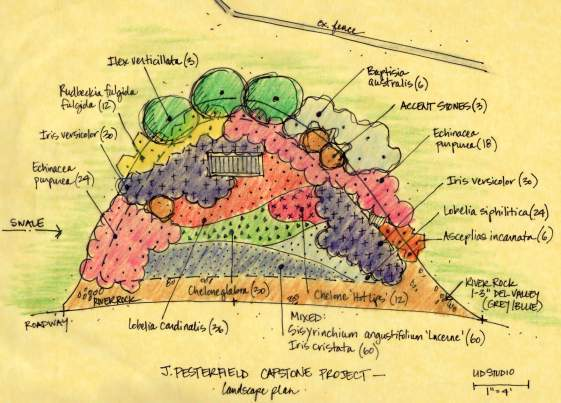 ex. fence
Ilex verticillata (3)
Baptisia
australis (6)
Rudbeckia fulgida
fulgida (12)
ACCENT STONES (3)
Iris versicolor (30)
Echinacea
purpurea (18)
Echinacea
purpurea (24)
Iris versicolor (30)
Lobelia siphilitica (24)
SWALE
Asceplias incarnata (6)
RIVER ROCK
1-3" DEL. VALLEY
(GREY/BLUE)
RIVER ROCK
Chelone glabra (30)
Chelone 'Hot Lips' (12)
ROADWAY
Lobelia cardinalis (36)
MIXED:
Sisyrinchium angustifolium 'Lucerne' (60)
Iris cristata (60)
J. PESTERFIELD CAPSTONE PROJECT —
landscape plan.
UD STUDIO
1" = 4'